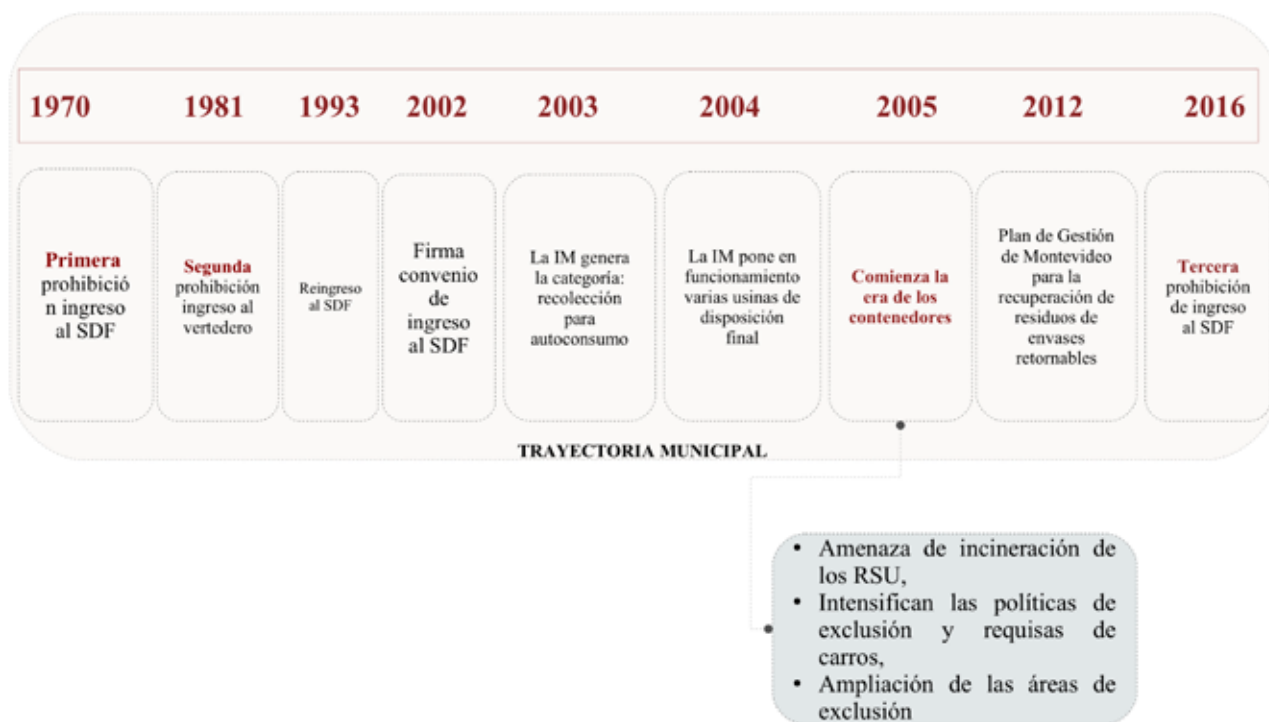 1970 1981 1993 2002 2003 2004 2005 2012 2016
Primera
prohibició
n ingreso
al SDF
Segunda
prohibición
ingreso al
vertedero
Reingreso
al SDF
Firma
convenio
de
ingreso
al SDF
La IM genera
la categoría:
recolección
para
autoconsumo
La IM pone en
funcionamiento
varias usinas de
disposición
final
Comienza la
era de los
contenedores
Plan de Gestión
de Montevideo
para la
recuperación de
residuos de
envases
retornables
Tercera
prohibición
de ingreso
al SDF
TRAYECTORIA MUNICIPAL
• Amenaza de incineración de
los RSU,
• Intensifican las políticas de
exclusión y requisas de
carros,
• Ampliación de las áreas de
exclusión